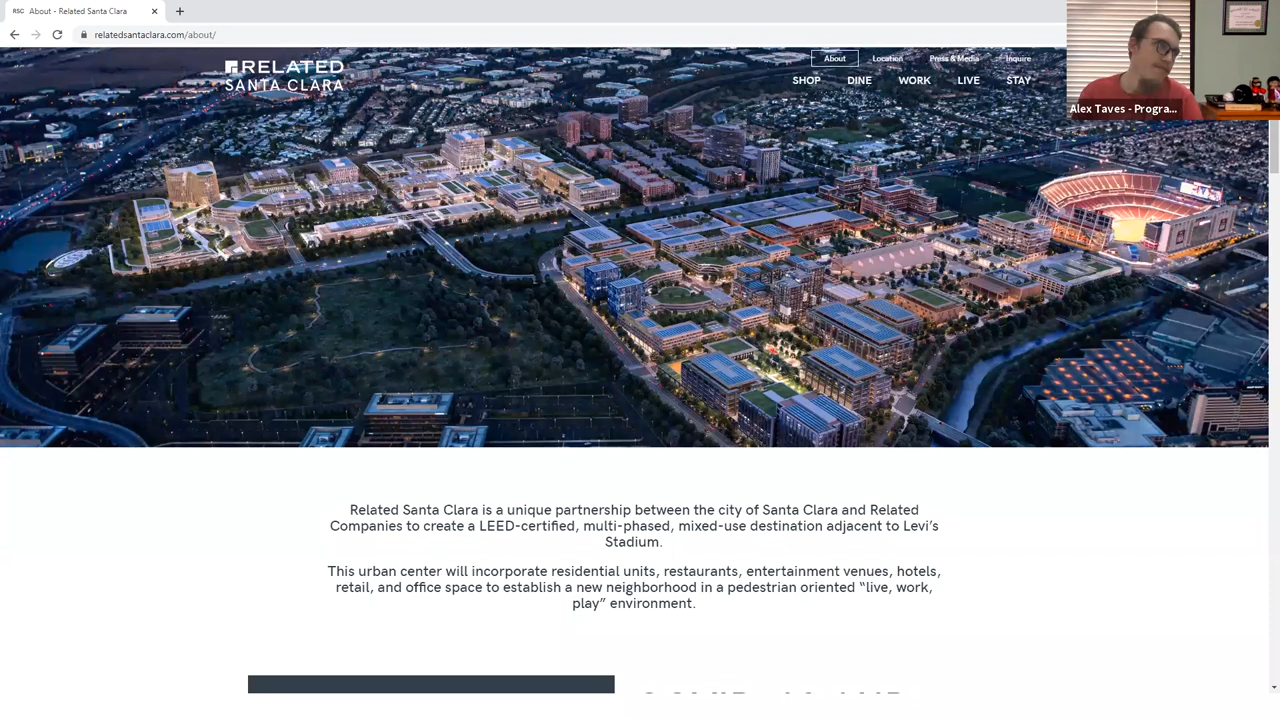 RSC About - Related Santa Clara
relatedsantaclara.com/about/
RELATED
SANTA CLARA
About Location Press & Media Inquire
SHOP DINE WORK LIVE STAY
Alex Taves - Progra...
Related Santa Clara is a unique partnership between the city of Santa Clara and Related
Companies to create a LEED-certified, multi-phased, mixed-use destination adjacent to Levi's
Stadium.
This urban center will incorporate residential units, restaurants, entertainment venues, hotels,
retail, and office space to establish a new neighborhood in a pedestrian oriented “live, work,
play” environment.